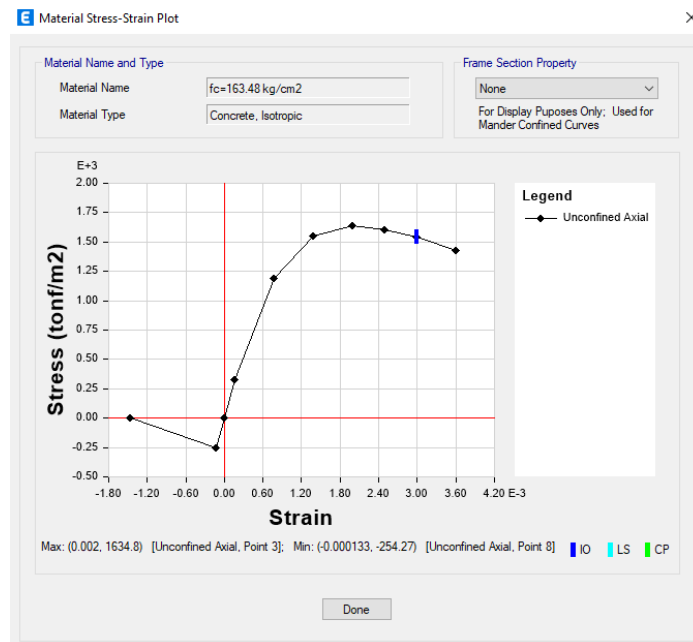 E Material Stress-Strain Plot
Material Name and Type
Material Name fc=163.48 kg/cm2
Material Type Concrete, Isotropic
Frame Section Property
None
For Display Puposes Only; Used for
Mander Confined Curves
E+3
2.00
1.75
1.50
1.25
1.00
0.75
0.50
0.25
0.00
-0.25
-0.50
Stress (tonf/m2)
-1.80 -1.20 -0.60 0.00 0.60 1.20 1.80 2.40 3.00 3.60 4.20 E-3
Strain
Legend
Unconfined Axial
Max: (0.002, 1634.8) [Unconfined Axial, Point 3]; Min: (-0.000133, -254.27) [Unconfined Axial, Point 8]
IO LS CP
Done